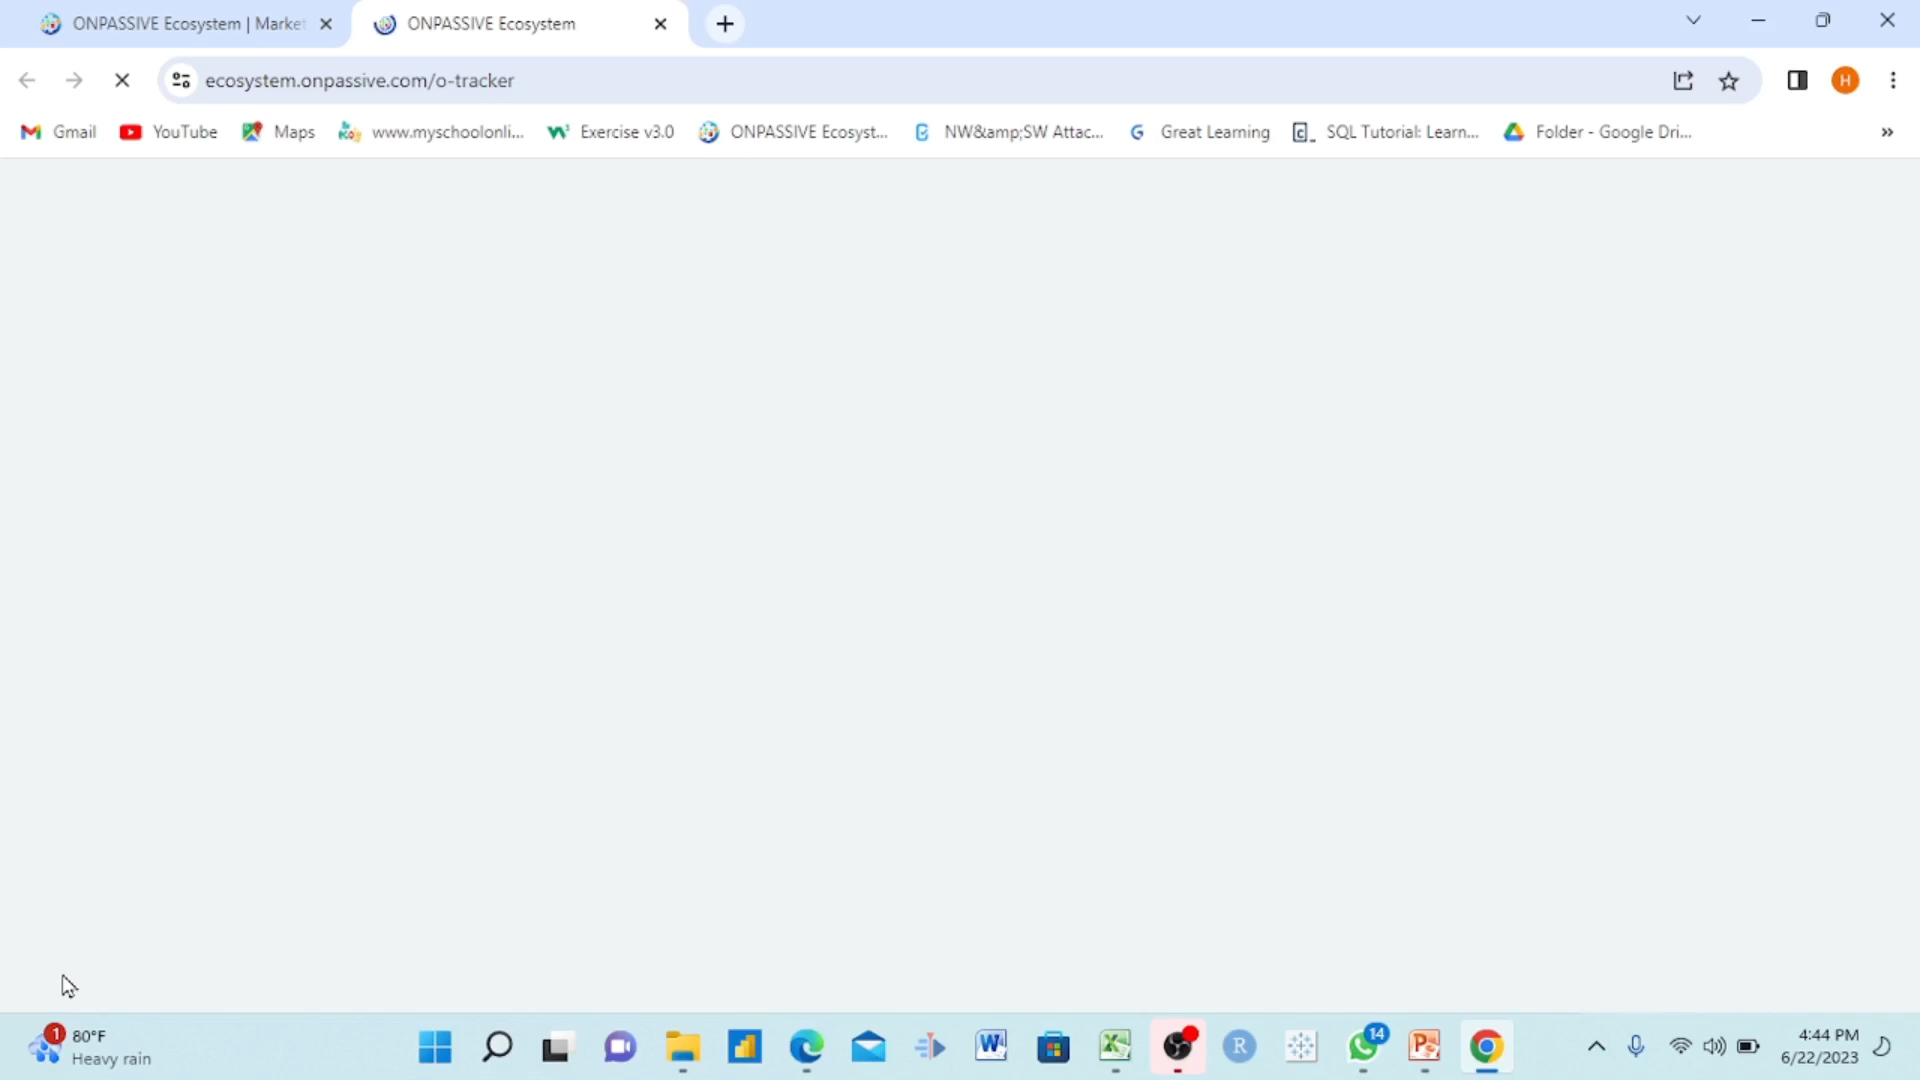 ONPASSIVE Ecosystem | Market
ONPASSIVE Ecosystem
ecosystem.onpassive.com/o-tracker
H
Gmail
YouTube
Maps
www.myschoolonli...
Exercise v3.0
ONPASSIVE Ecosyst...
NW&amp;SW Attac...
Great Learning
SQL Tutorial: Learn...
Folder - Google Dri...
»
1
80°F
Heavy rain
R
14
4:44 PM
6/22/2023